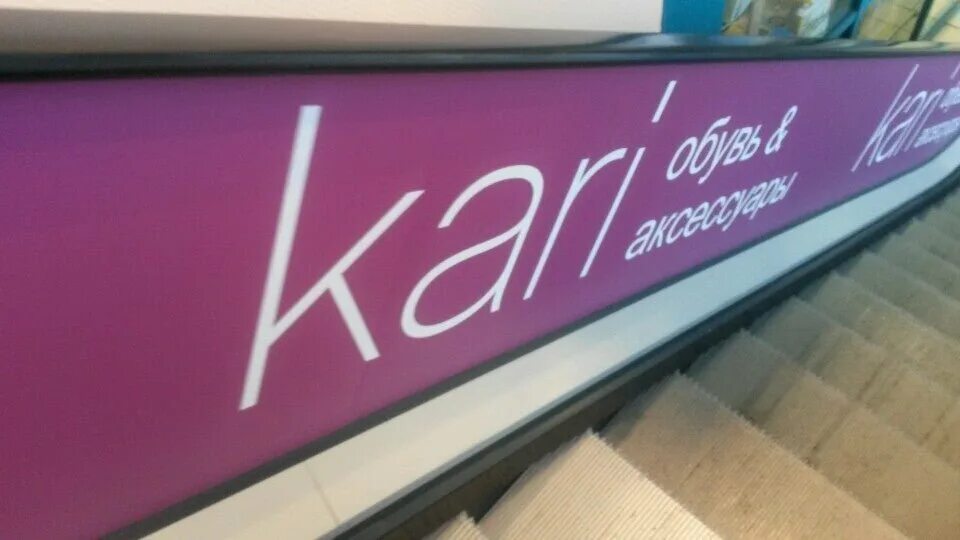 kari
обувь &
аксессуары
kari